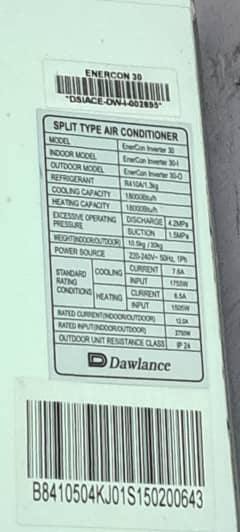 ENERCON 30
*DS/ACE-DW-I-002895*
SPLIT TYPE AIR CONDITIONER
MODEL EnerCon Inverter 30
INDOOR MODEL EnerCon Inverter 30-I
OUTDOOR MODEL EnerCon Inverter 30-O
REFRIGERANT R410A/1.3kg
COOLING CAPACITY 18000Btu/h
HEATING CAPACITY 18000Btu/h
EXCESSIVE OPERATING PRESSURE DISCHARGE 4.2MPa
SUCTION 1.5MPa
WEIGHT(INDOOR/OUTDOOR) 10.5kg / 30kg
POWER SOURCE 220-240V~ 50Hz, 1Ph
STANDARD RATING CONDITIONS COOLING CURRENT 7.6A
INPUT 1755W
HEATING CURRENT 6.5A
INPUT 1505W
RATED CURRENT(INDOOR/OUTDOOR) 12.0A
RATED INPUT(INDOOR/OUTDOOR) 2750W
OUTDOOR UNIT RESISTANCE CLASS IP 24
Dawlance
B8410504KJ01S150200643